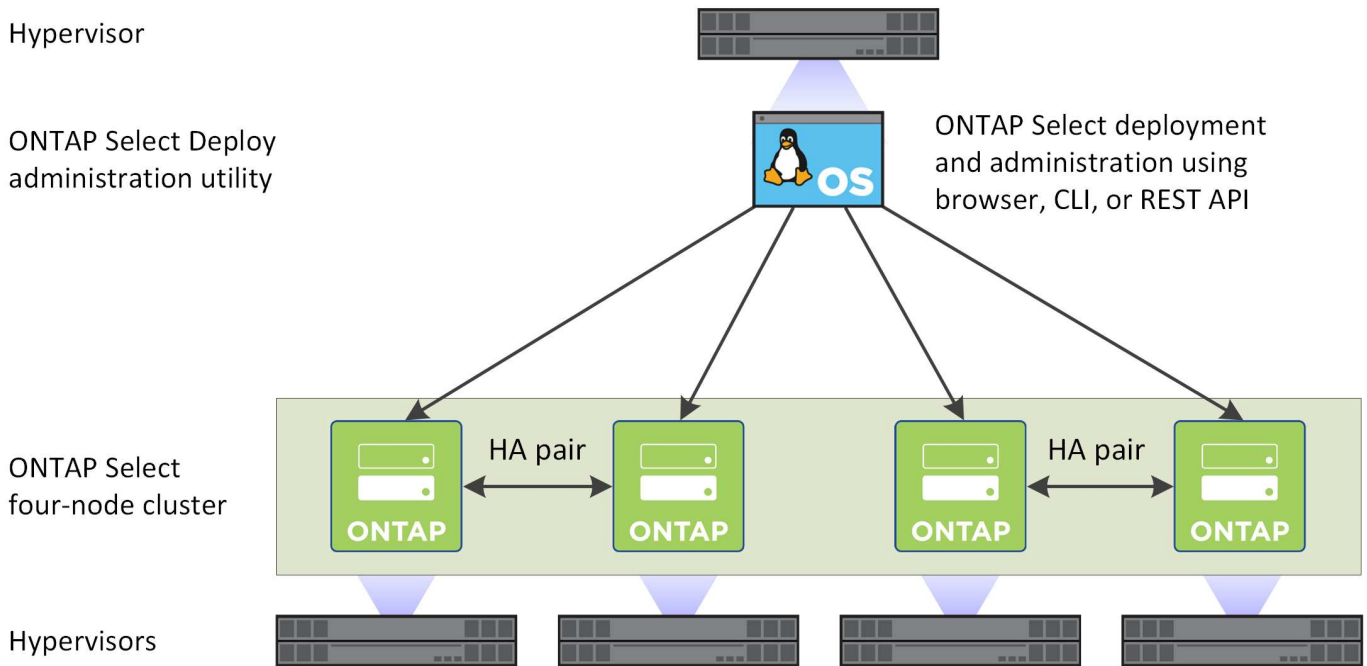 Hypervisor
ONTAP Select Deploy
administration utility
OS
ONTAP Select deployment
and administration using
browser, CLI, or REST API
ONTAP Select
four-node cluster
HA pair
HA pair
ONTAP
ONTAP
ONTAP
ONTAP
Hypervisors